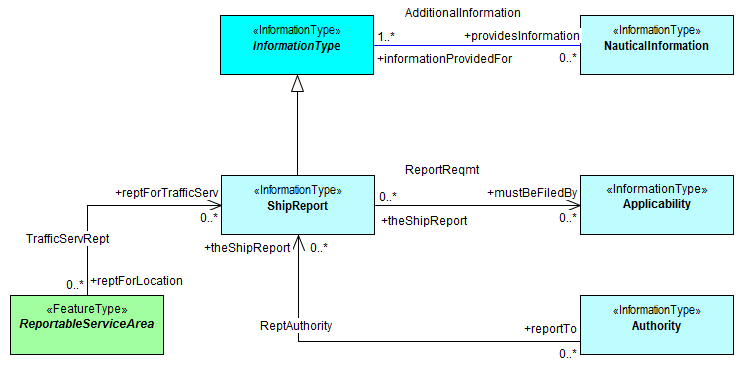 AdditionalInformation
«InformationType»
InformationType
1..*
+providesInformation
+informationProvidedFor
0..*
«InformationType»
NauticalInformation
ReportReqmt
+reptForTrafficServ
0..*
«InformationType»
ShipReport
0..*
+mustBeFiledBy
+theShipReport
0..*
«InformationType»
Applicability
TrafficServRept
+theShipReport
0..*
0..*
+reptForLocation
«FeatureType»
ReportableServiceArea
ReptAuthority
+reportTo
0..*
«InformationType»
Authority